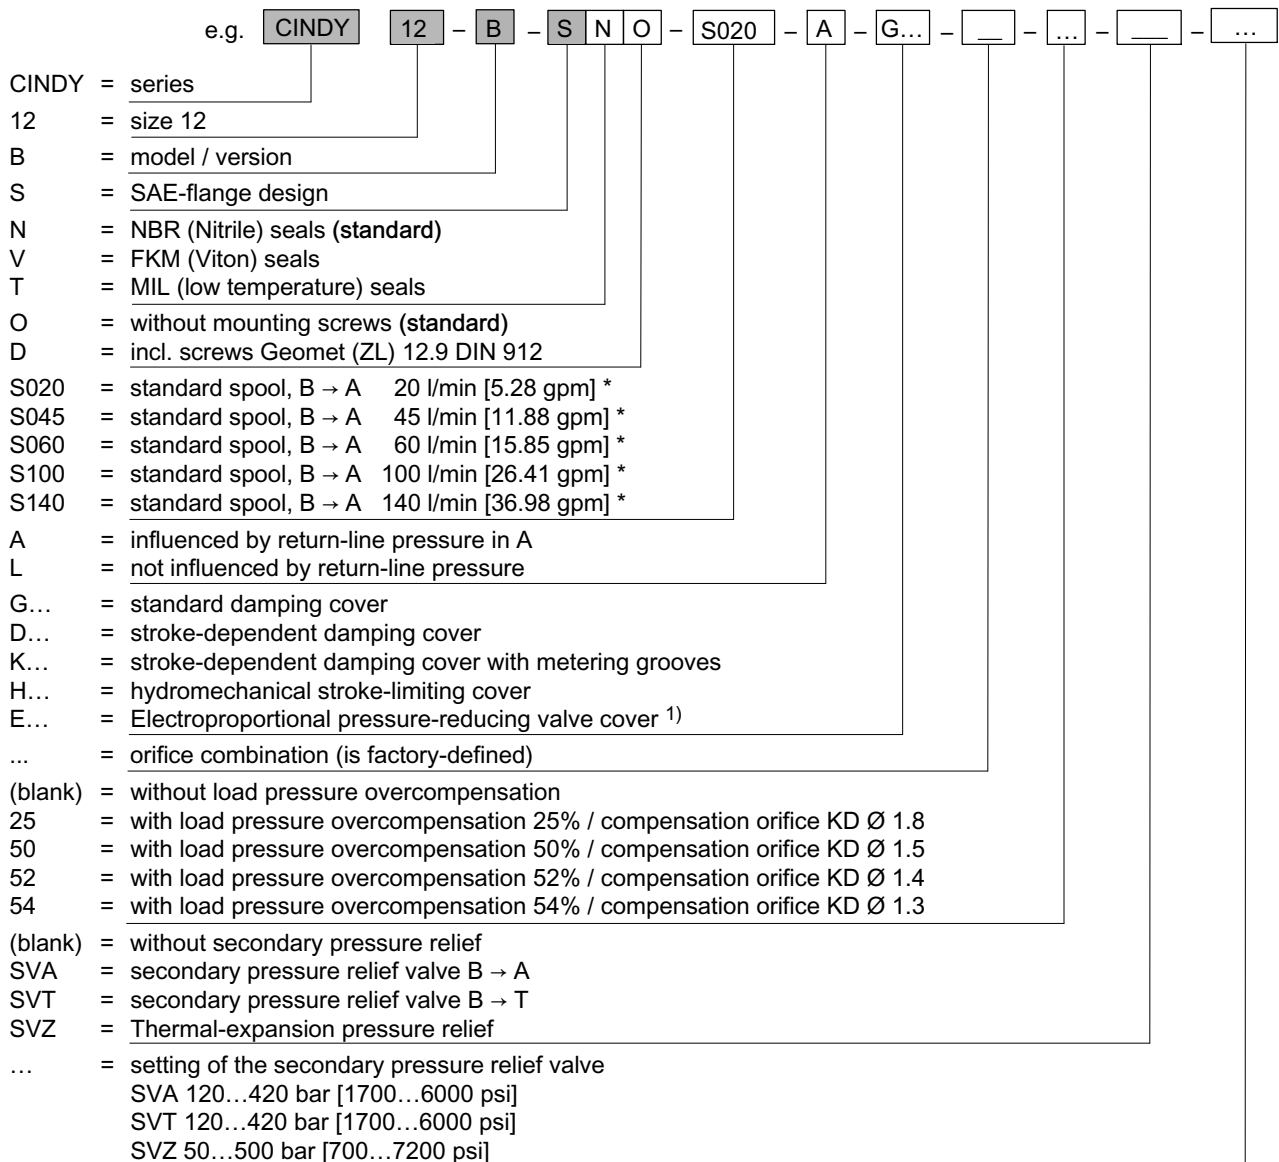 e.g. CINDY 12 – B – S N O – S020 – A – G… – __ – … – ___ – …
CINDY = series
12 = size 12
B = model / version
S = SAE-flange design
N = NBR (Nitrile) seals (standard)
V = FKM (Viton) seals
T = MIL (low temperature) seals
O = without mounting screws (standard)
D = incl. screws Geomet (ZL) 12.9 DIN 912
S020 = standard spool, B → A 20 l/min [5.28 gpm] *
S045 = standard spool, B → A 45 l/min [11.88 gpm] *
S060 = standard spool, B → A 60 l/min [15.85 gpm] *
S100 = standard spool, B → A 100 l/min [26.41 gpm] *
S140 = standard spool, B → A 140 l/min [36.98 gpm] *
A = influenced by return-line pressure in A
L = not influenced by return-line pressure
G… = standard damping cover
D… = stroke-dependent damping cover
K… = stroke-dependent damping cover with metering grooves
H… = hydromechanical stroke-limiting cover
E… = Electroproportional pressure-reducing valve cover 1)
... = orifice combination (is factory-defined)
(blank) = without load pressure overcompensation
25 = with load pressure overcompensation 25% / compensation orifice KD Ø 1.8
50 = with load pressure overcompensation 50% / compensation orifice KD Ø 1.5
52 = with load pressure overcompensation 52% / compensation orifice KD Ø 1.4
54 = with load pressure overcompensation 54% / compensation orifice KD Ø 1.3
(blank) = without secondary pressure relief
SVA = secondary pressure relief valve B → A
SVT = secondary pressure relief valve B → T
SVZ = Thermal-expansion pressure relief
… = setting of the secondary pressure relief valve
SVA 120…420 bar [1700…6000 psi]
SVT 120…420 bar [1700…6000 psi]
SVZ 50…500 bar [700…7200 psi]